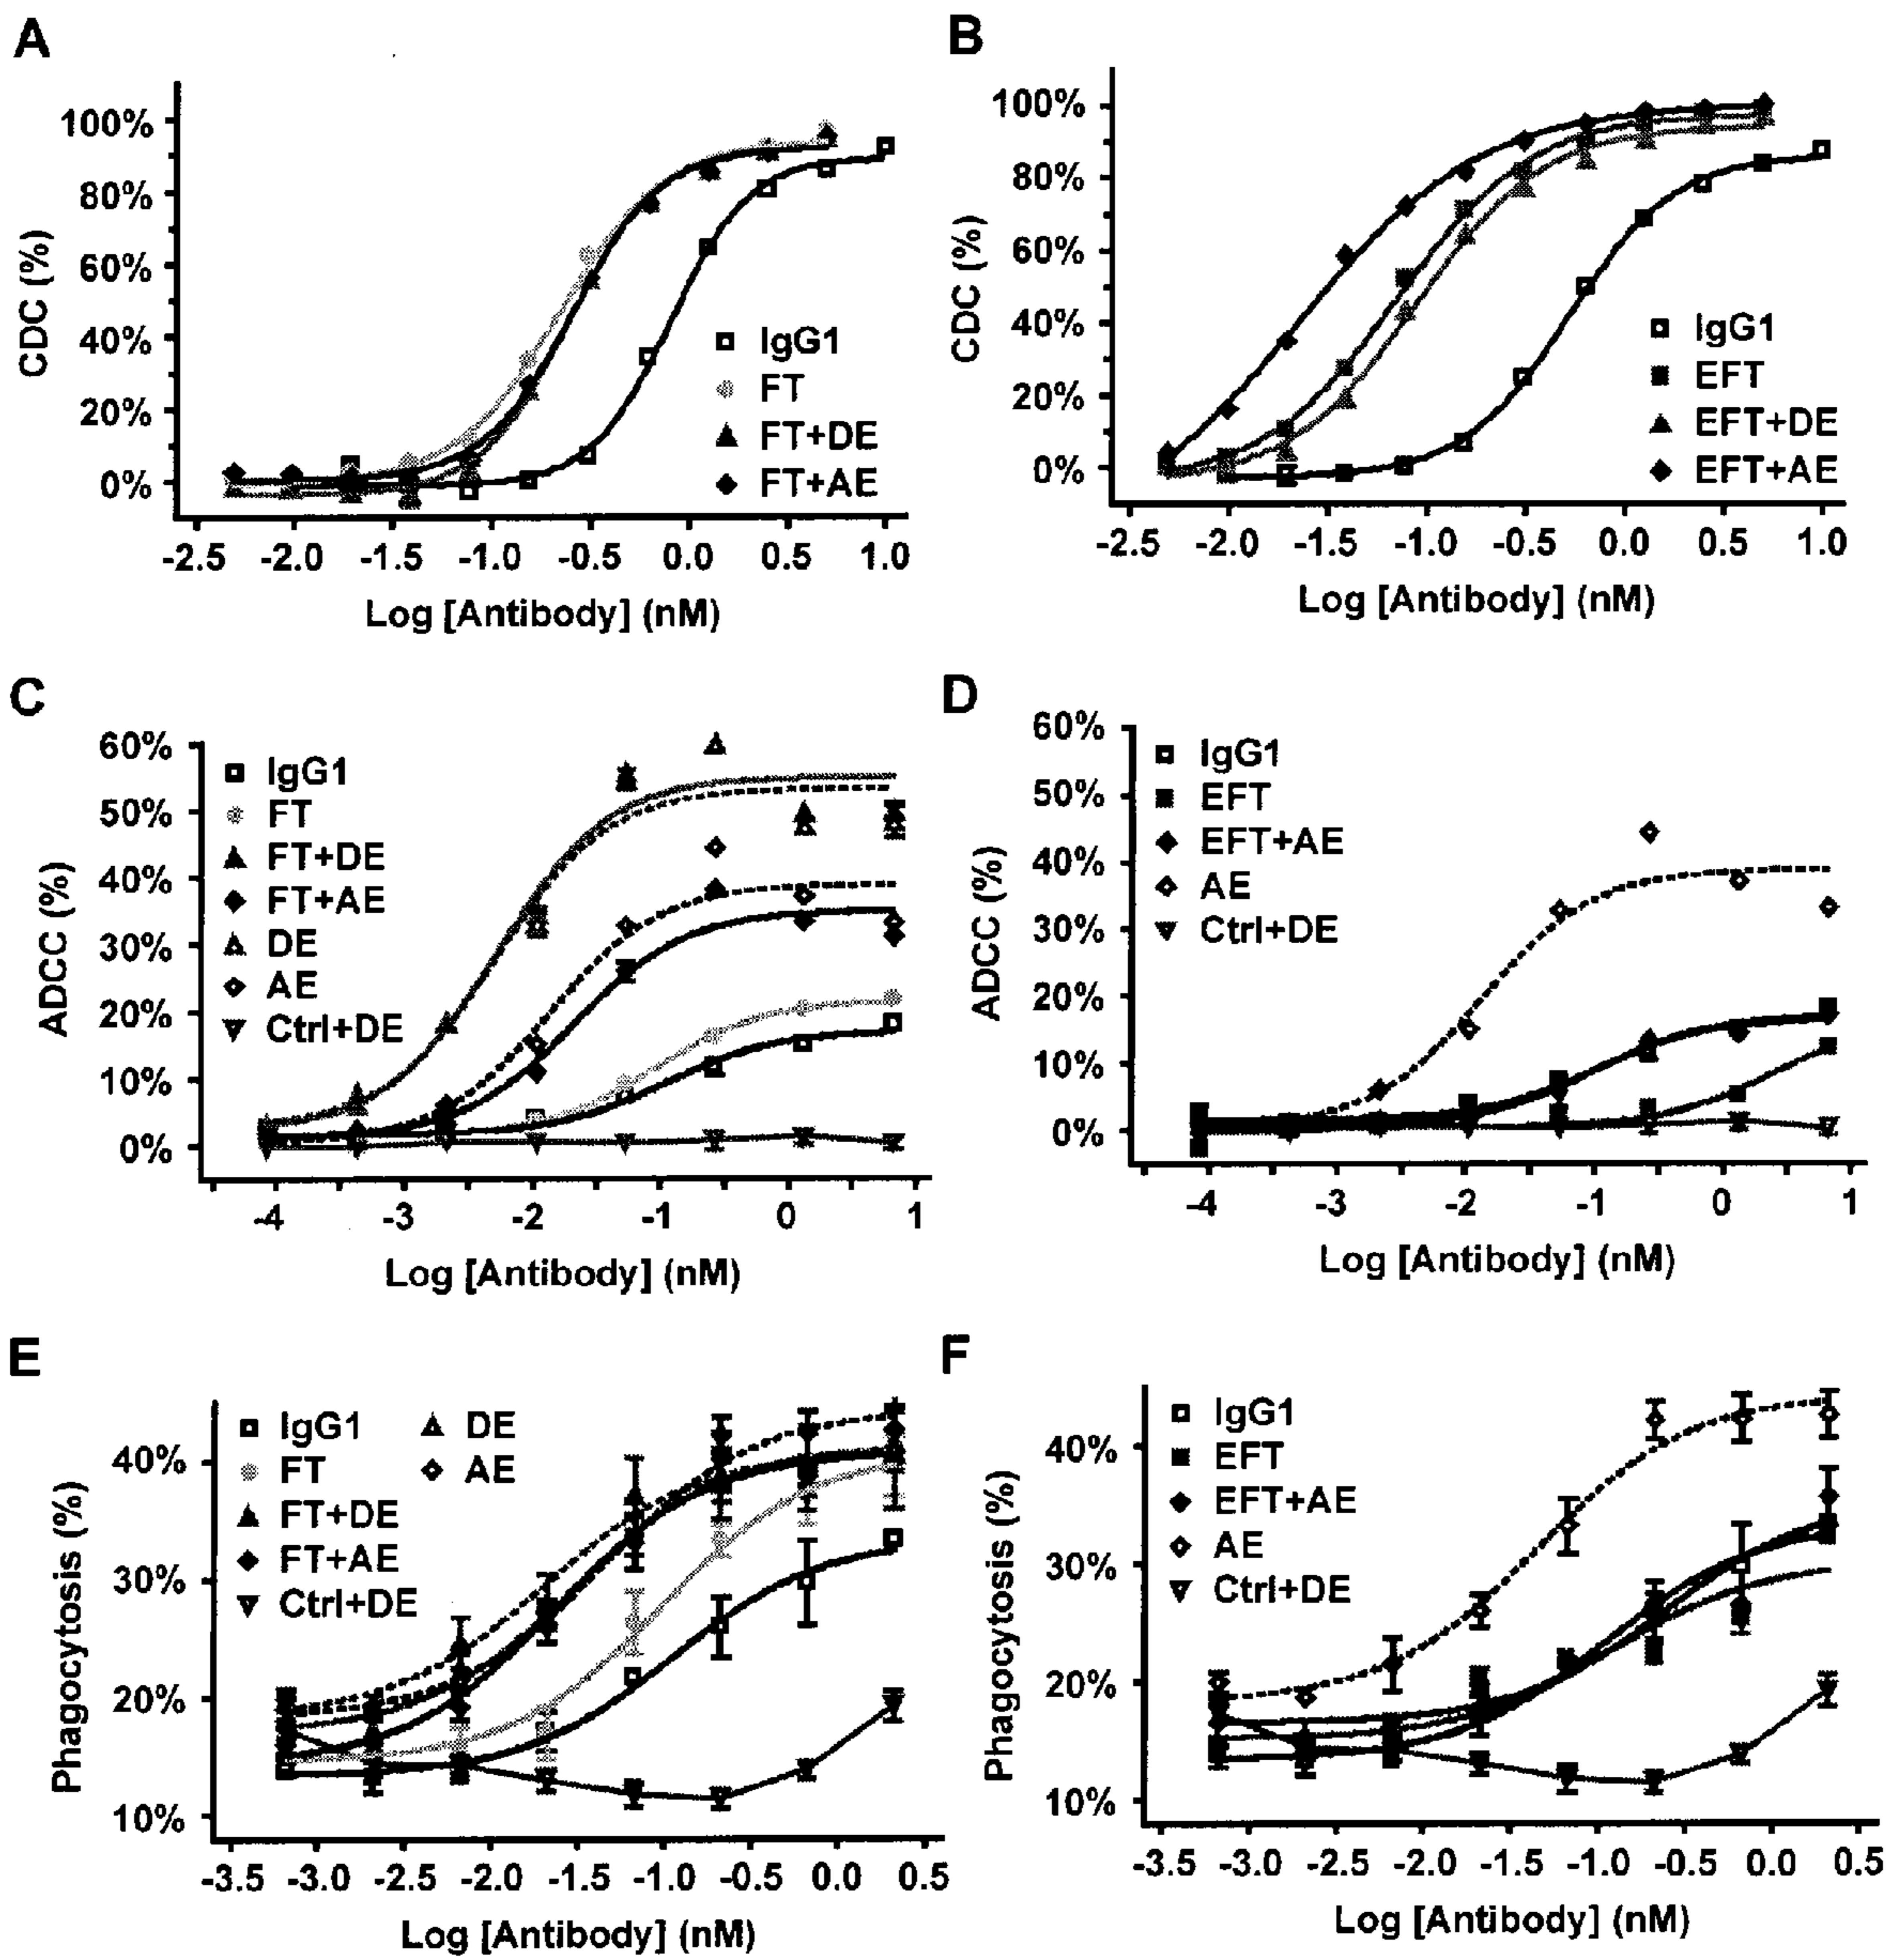 A
100%
80%
60%
40%
20%
0%
CDC (%)
IgG1
FT
FT+DE
FT+AE
-2.5 -2.0 -1.5 -1.0 -0.5 0.0 0.5 1.0
Log [Antibody] (nM)
B
100%
80%
60%
40%
20%
0%
CDC (%)
IgG1
EFT
EFT+DE
EFT+AE
-2.5 -2.0 -1.5 -1.0 -0.5 0.0 0.5 1.0
Log [Antibody] (nM)
C
60%
50%
40%
30%
20%
10%
0%
ADCC (%)
IgG1
FT
FT+DE
FT+AE
DE
AE
Ctrl+DE
-4 -3 -2 -1 0 1
Log [Antibody] (nM)
D
60%
50%
40%
30%
20%
10%
0%
ADCC (%)
IgG1
EFT
EFT+AE
AE
Ctrl+DE
-4 -3 -2 -1 0 1
Log [Antibody] (nM)
E
40%
30%
20%
10%
Phagocytosis (%)
IgG1 DE
FT AE
FT+DE
FT+AE
Ctrl+DE
-3.5 -3.0 -2.5 -2.0 -1.5 -1.0 -0.5 0.0 0.5
Log [Antibody] (nM)
F
40%
30%
20%
10%
Phagocytosis (%)
IgG1
EFT
EFT+AE
AE
Ctrl+DE
-3.5 -3.0 -2.5 -2.0 -1.5 -1.0 -0.5 0.0 0.5
Log [Antibody] (nM)